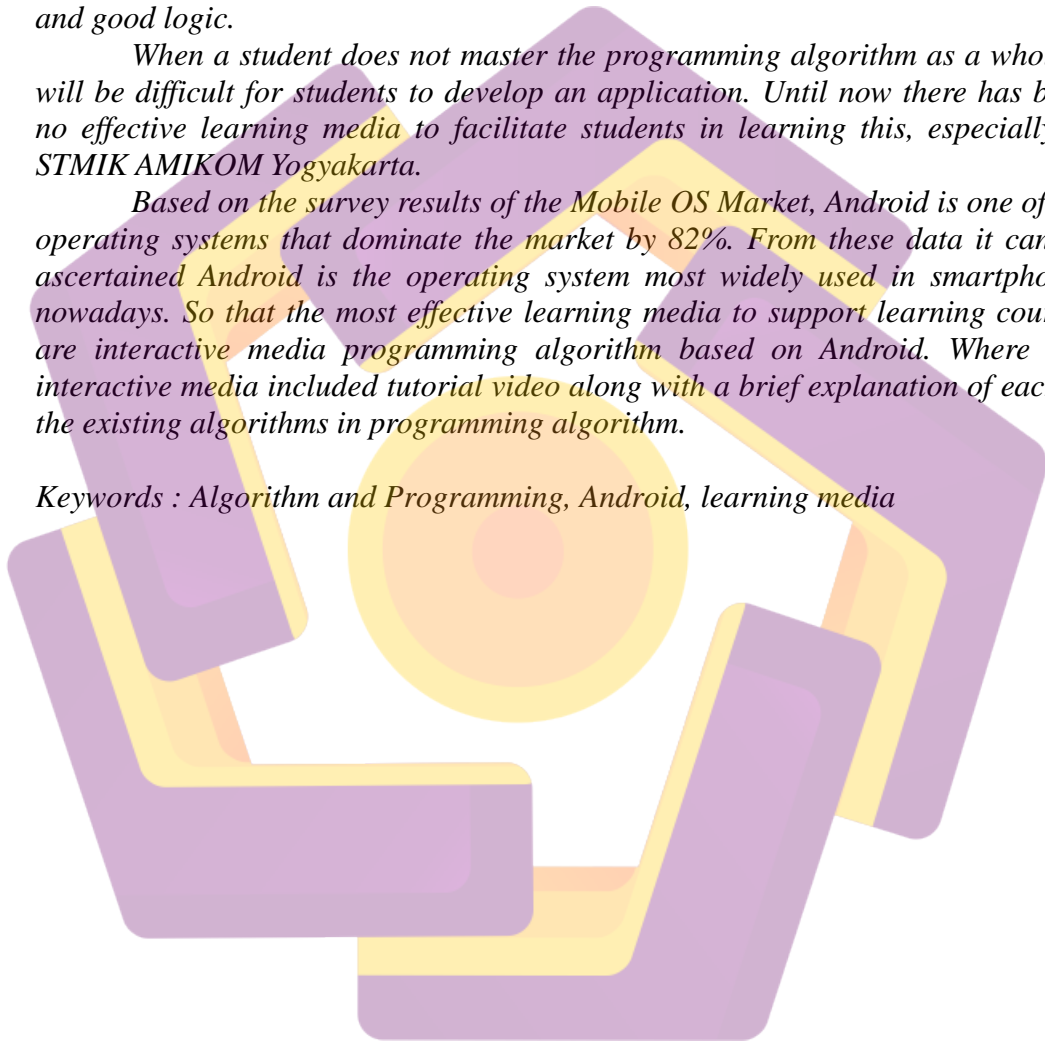 and good logic.
When a student does not master the programming algorithm as a who
will be difficult for students to develop an application. Until now there has b
no effective learning media to facilitate students in learning this, especially
STMIK AMIKOM Yogyakarta.
Based on the survey results of the Mobile OS Market, Android is one of
operating systems that dominate the market by 82%. From these data it can
ascertained Android is the operating system most widely used in smartpho
nowadays. So that the most effective learning media to support learning cour
are interactive media programming algorithm based on Android. Where
interactive media included tutorial video along with a brief explanation of each
the existing algorithms in programming algorithm.
Keywords : Algorithm and Programming, Android, learning media